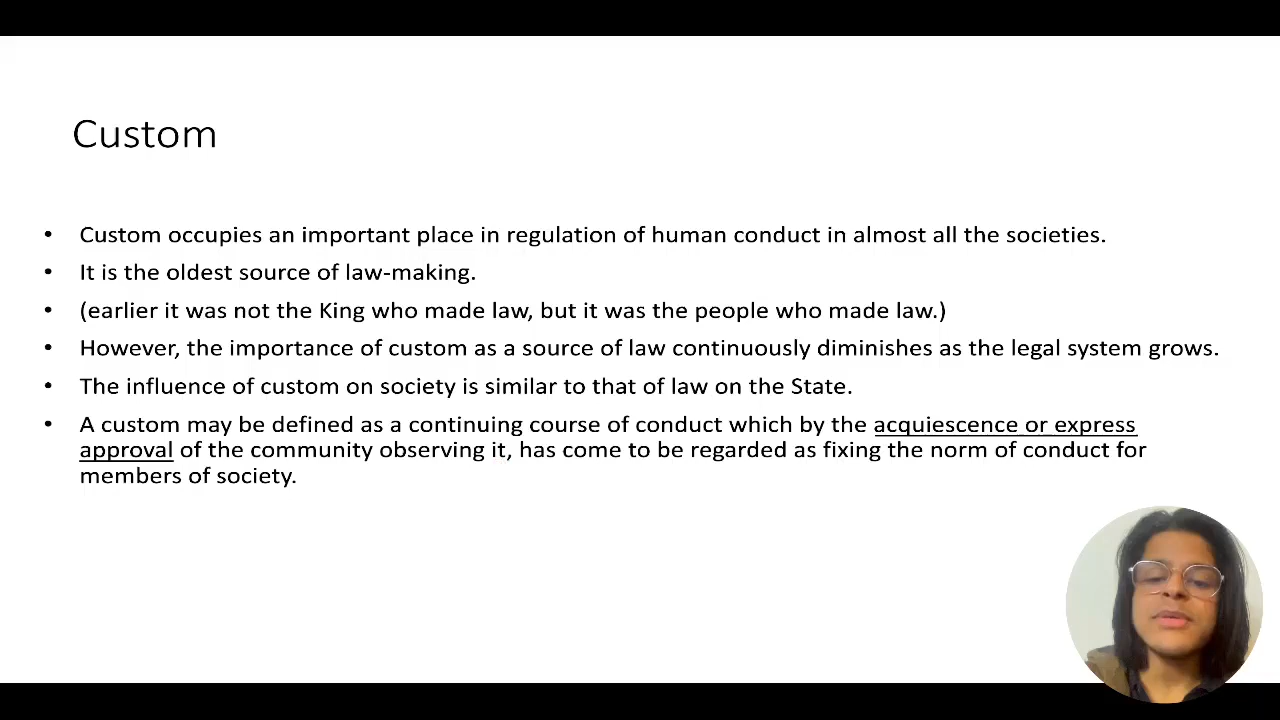 Custom
• Custom occupies an important place in regulation of human conduct in almost all the societies.
• It is the oldest source of law-making.
• (earlier it was not the King who made law, but it was the people who made law.)
• However, the importance of custom as a source of law continuously diminishes as the legal system grows.
• The influence of custom on society is similar to that of law on the State.
• A custom may be defined as a continuing course of conduct which by the acquiescence or express
approval of the community observing it, has come to be regarded as fixing the norm of conduct for
members of society.